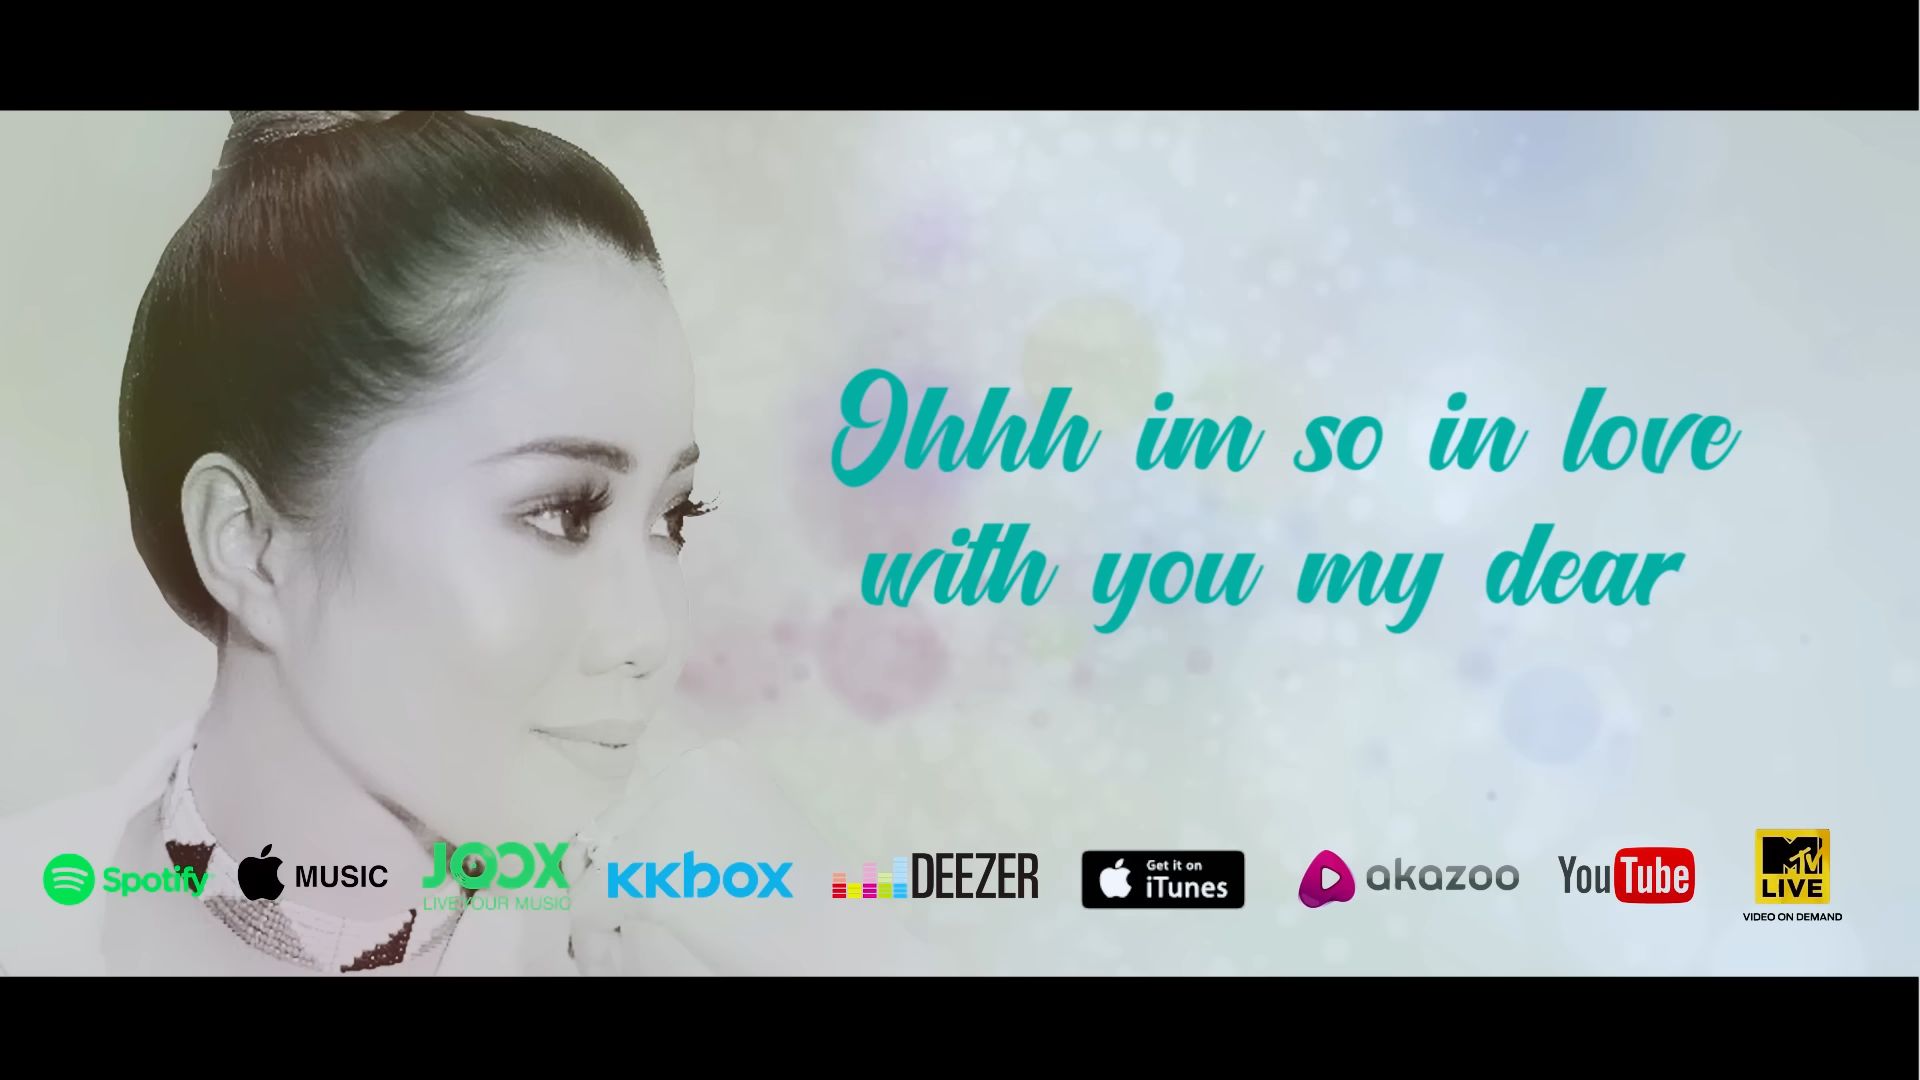 Ohhh im so in love
with you my dear
Spotify
MUSIC
JOOX
LIVE YOUR MUSIC
KKBOX
DEEZER
Get it on
iTunes
akazoo
YouTube
MTV
LIVE
VIDEO ON DEMAND